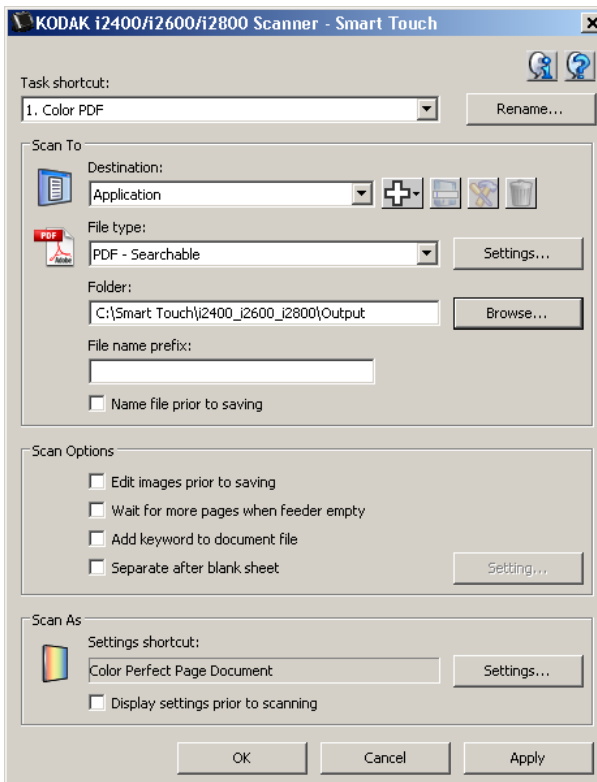 KODAK i2400/i2600/i2800 Scanner - Smart Touch
Task shortcut:
1. Color PDF
Rename...
Scan To
Destination:
Application
PDF
Adobe
File type:
PDF - Searchable
Settings...
Folder:
C:\Smart Touch\i2400_i2600_i2800\Output
Browse...
File name prefix:
Name file prior to saving
Scan Options
Edit images prior to saving
Wait for more pages when feeder empty
Add keyword to document file
Separate after blank sheet
Setting...
Scan As
Settings shortcut:
Color Perfect Page Document
Settings...
Display settings prior to scanning
OK
Cancel
Apply